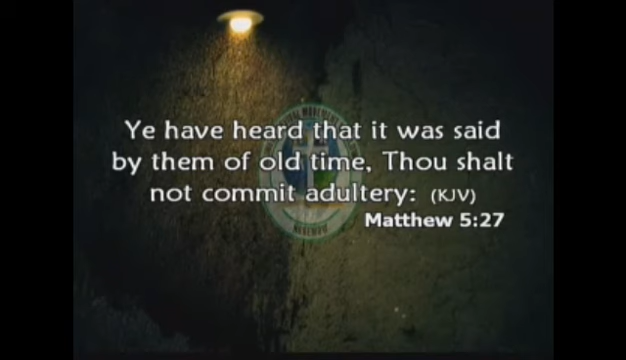 Ye have heard that it was said
by them of old time, Thou shalt
not commit adultery: (KJV)
Matthew 5:27